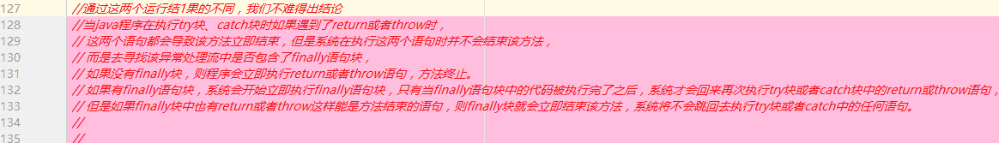 127 //通过这两个运行结1果的不同，我们不难得出结论
128 //当java程序在执行try块、catch块时如果遇到了return或者throw时，
129 // 这两个语句都会导致该方法立即结束，但是系统在执行这两个语句时并不会结束该方法，
130 // 而是去寻找该异常处理流中是否包含了finally语句块，
131 // 如果没有finally块，则程序会立即执行return或者throw语句，方法终止。
132 // 如果有finally语句块，系统会开始立即执行finally语句块，只有当finally语句块中的代码被执行完了之后，系统才会回来再次执行try块或者catch块中的return或throw语句，
133 // 但是如果finally块中也有return或者throw这样能是方法结束的语句，则finally块就会立即结束该方法，系统将不会跳回去执行try块或者catch中的任何语句。
134 //
135 //